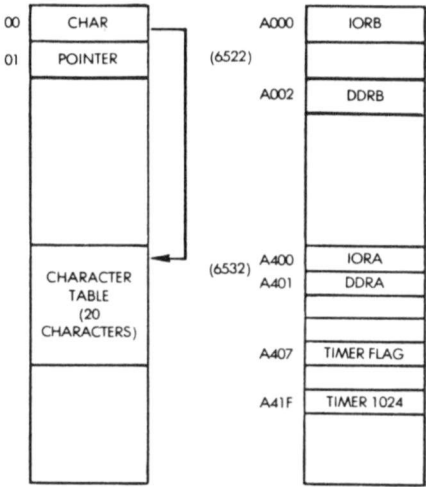 00 CHAR
01 POINTER
CHARACTER
TABLE
(20
CHARACTERS)
A000 IORB
(6522)
A002 DDRB
(6532)
A400 IORA
A401 DDRA
A407 TIMER FLAG
A41F TIMER 1024